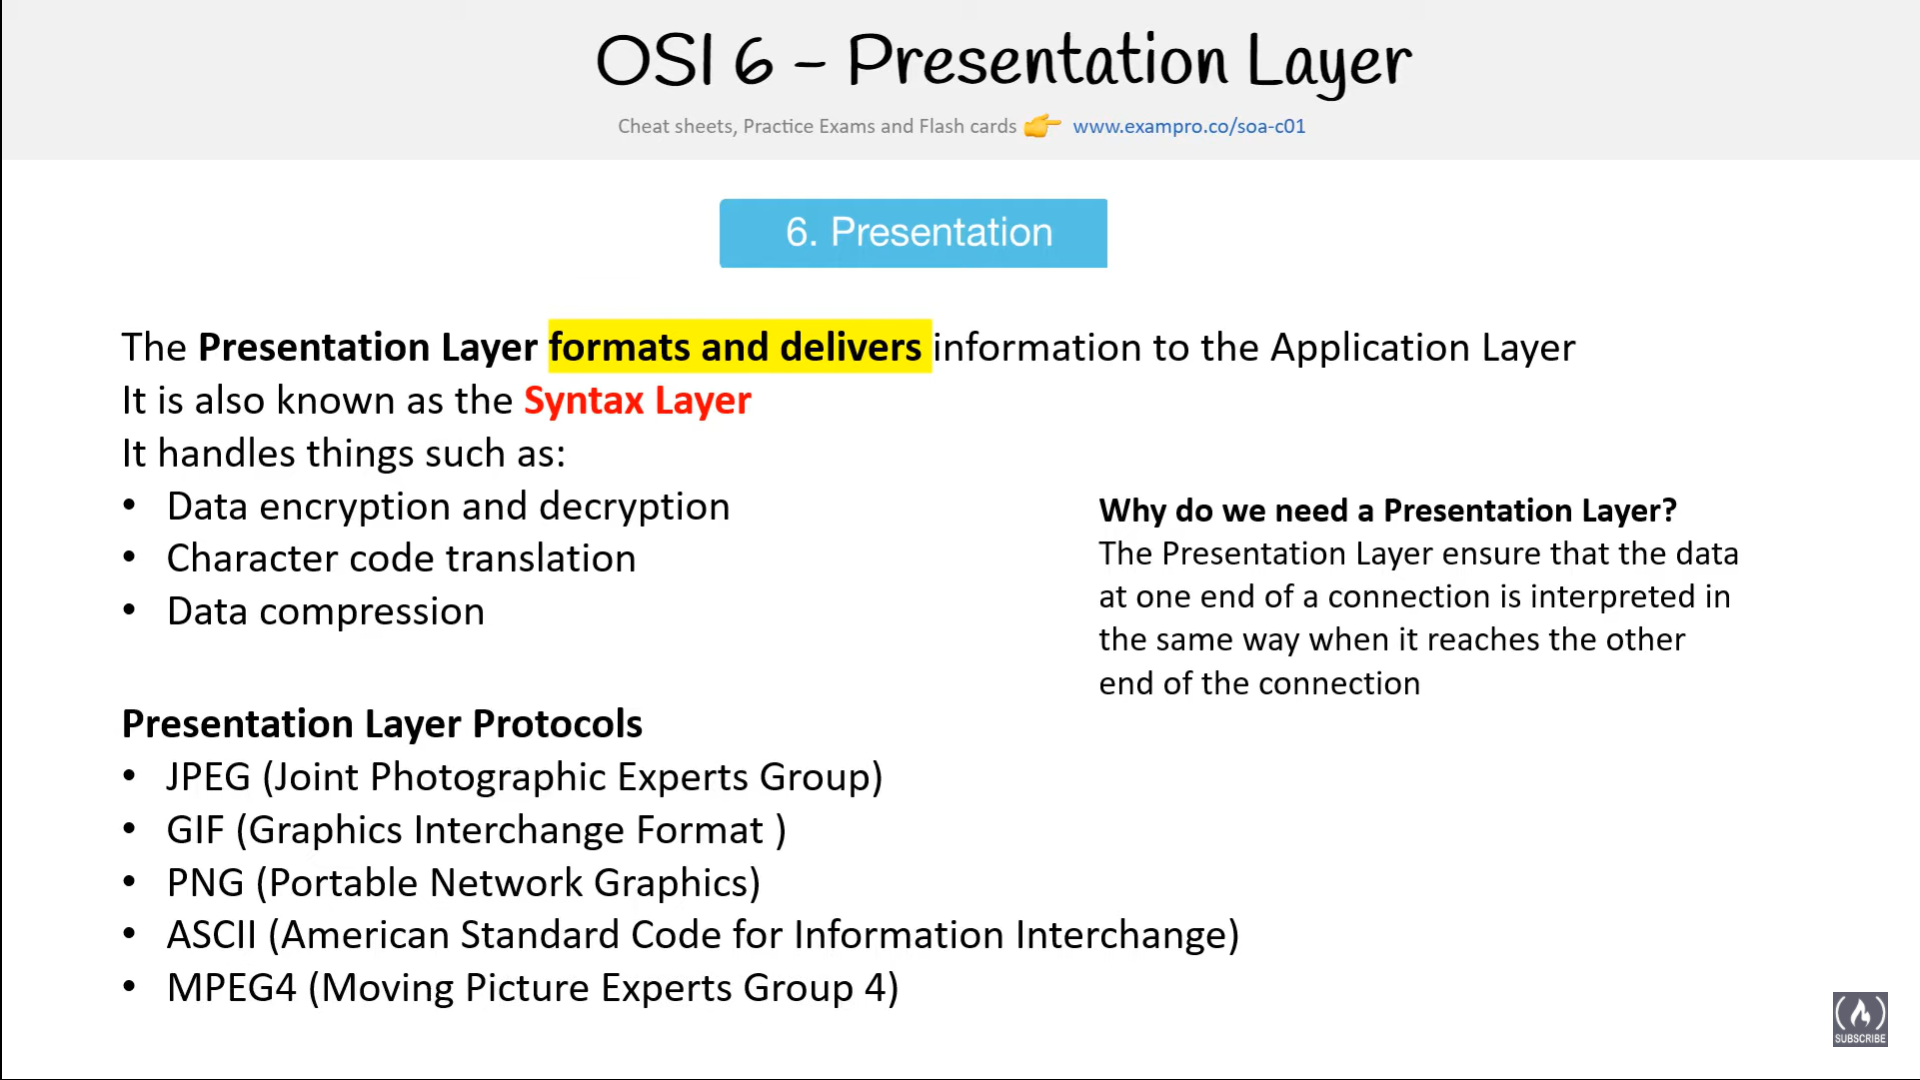 OSI 6 – Presentation Layer
Cheat sheets, Practice Exams and Flash cards 👉 www.exampro.co/soa-c01
6. Presentation
The Presentation Layer formats and delivers information to the Application Layer
It is also known as the Syntax Layer
It handles things such as:
• Data encryption and decryption
• Character code translation
• Data compression
Why do we need a Presentation Layer?
The Presentation Layer ensure that the data
at one end of a connection is interpreted in
the same way when it reaches the other
end of the connection
Presentation Layer Protocols
• JPEG (Joint Photographic Experts Group)
• GIF (Graphics Interchange Format )
• PNG (Portable Network Graphics)
• ASCII (American Standard Code for Information Interchange)
• MPEG4 (Moving Picture Experts Group 4)
SUBSCRIBE